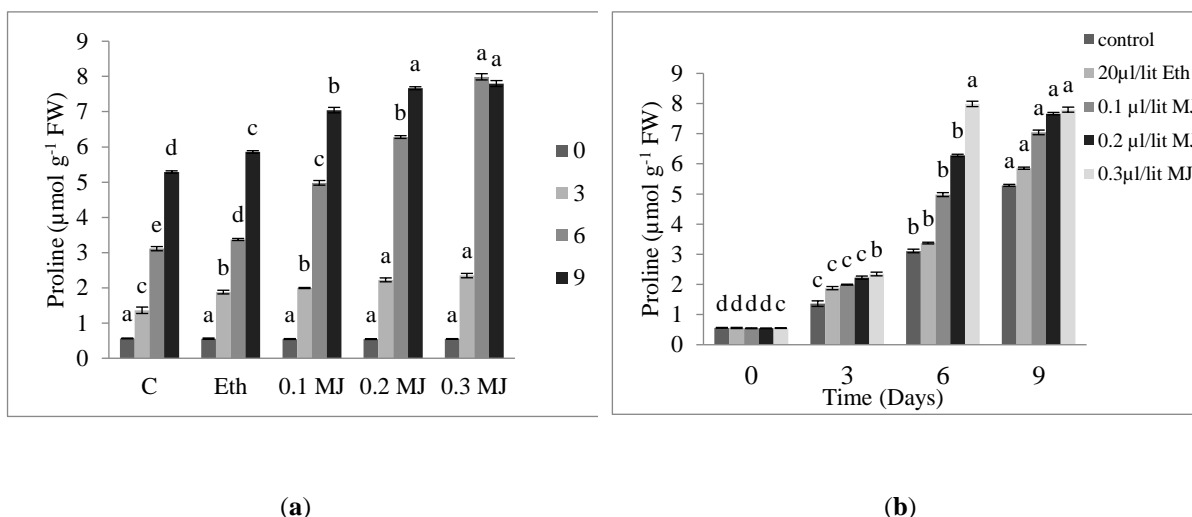 9
8
7
6
5
4
3
2
1
0
Proline (µmol g⁻¹ FW)
a c e d
a b d c
a b c b
a a b a
a a a a
C Eth 0.1 MJ 0.2 MJ 0.3 MJ
0
3
6
9
(a)
9
8
7
6
5
4
3
2
1
0
Proline (µmol g⁻¹ FW)
d d d d c
c c c c b
b b b b a
a a a a a
0 3 6 9
Time (Days)
control
20µl/lit Eth
0.1 µl/lit MJ
0.2 µl/lit MJ
0.3µl/lit MJ
(b)